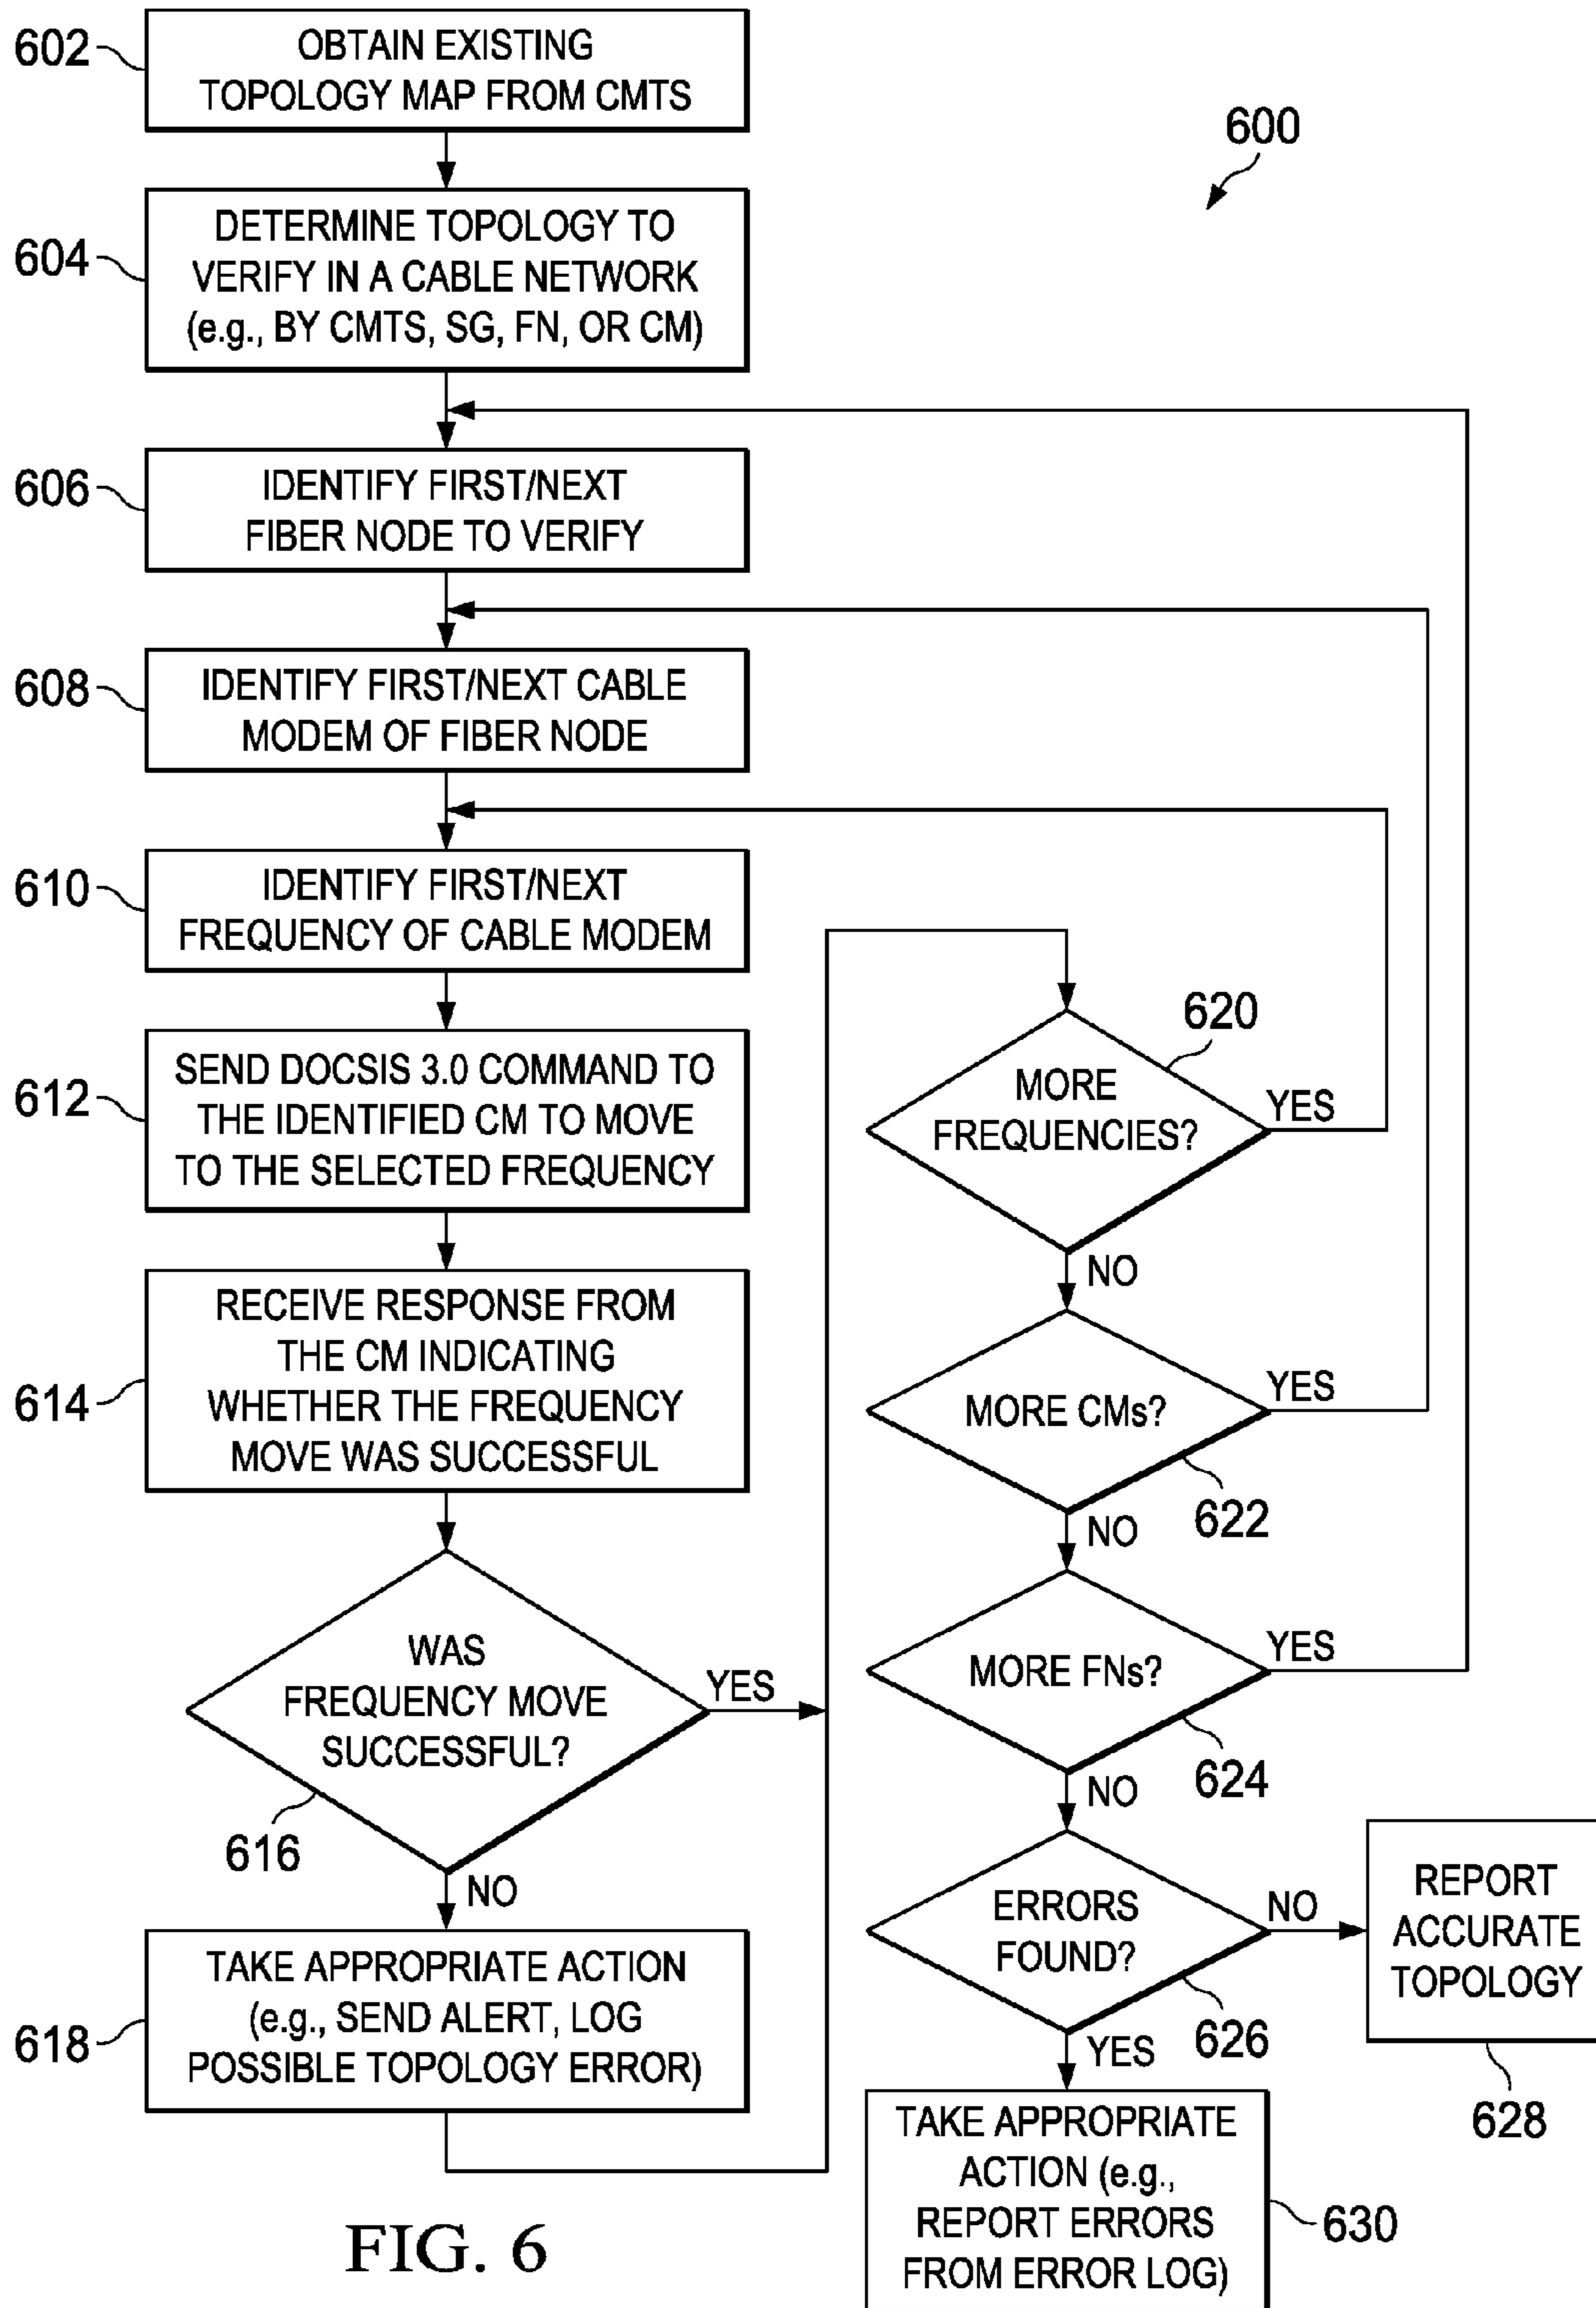 602
OBTAIN EXISTING
TOPOLOGY MAP FROM CMTS
600
604
DETERMINE TOPOLOGY TO
VERIFY IN A CABLE NETWORK
(e.g., BY CMTS, SG, FN, OR CM)
606
IDENTIFY FIRST/NEXT
FIBER NODE TO VERIFY
608
IDENTIFY FIRST/NEXT CABLE
MODEM OF FIBER NODE
610
IDENTIFY FIRST/NEXT
FREQUENCY OF CABLE MODEM
612
SEND DOCSIS 3.0 COMMAND TO
THE IDENTIFIED CM TO MOVE
TO THE SELECTED FREQUENCY
614
RECEIVE RESPONSE FROM
THE CM INDICATING
WHETHER THE FREQUENCY
MOVE WAS SUCCESSFUL
WAS
FREQUENCY MOVE
SUCCESSFUL?
YES
616
NO
618
TAKE APPROPRIATE ACTION
(e.g., SEND ALERT, LOG
POSSIBLE TOPOLOGY ERROR)
620
MORE
FREQUENCIES?
YES
NO
MORE CMs?
YES
622
NO
MORE FNs?
YES
624
NO
ERRORS
FOUND?
NO
626
YES
REPORT
ACCURATE
TOPOLOGY
628
TAKE APPROPRIATE
ACTION (e.g.,
REPORT ERRORS
FROM ERROR LOG)
630
FIG. 6